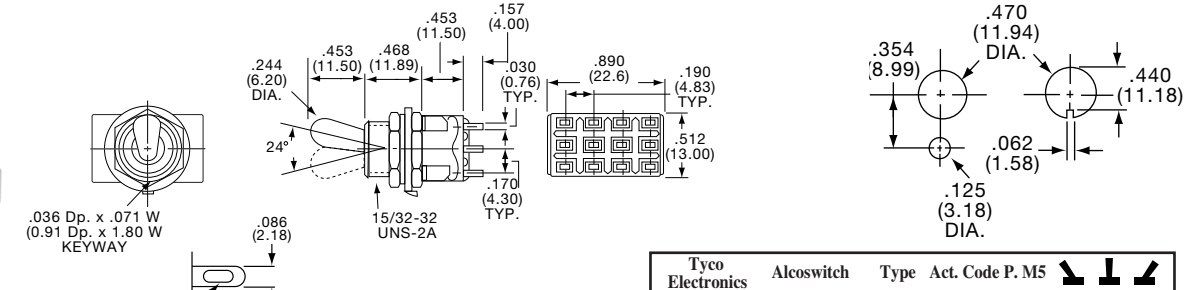 .244
(6.20)
DIA.
.453
(11.50)
.468
(11.89)
.453
(11.50)
.157
(4.00)
.030
(0.76)
TYP.
24°
.036 Dp. x .071 W
(0.91 Dp. x 1.80 W
KEYWAY
15/32-32
UNS-2A
.170
(4.30)
TYP.
.890
(22.6)
.190
(4.83)
TYP.
.512
(13.00)
.470
(11.94)
DIA.
.354
(8.99)
.440
(11.18)
.062
(1.58)
.125
(3.18)
DIA.
.086
(2.18)
Tyco
Electronics
Alcoswitch
Type
Act. Code P. M5